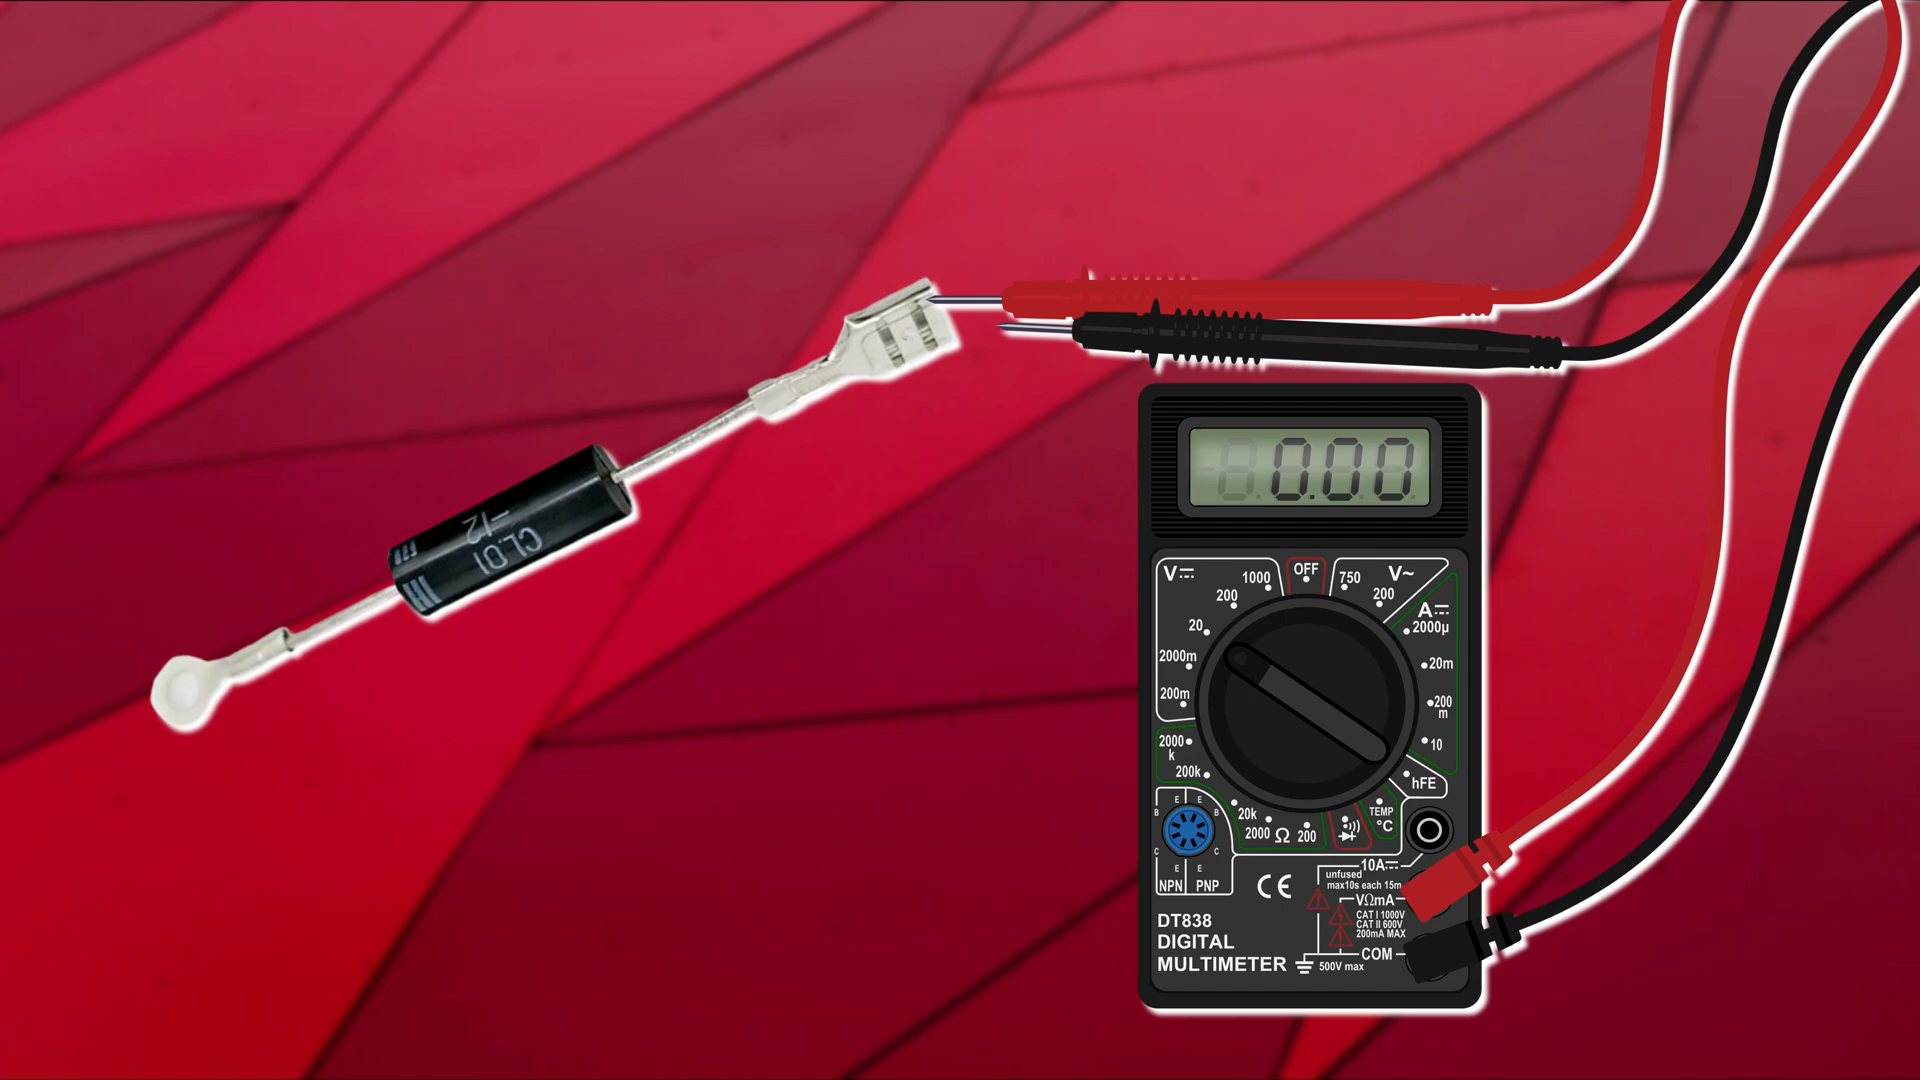 CL01
-12
0.00
V⎓
1000
OFF
750
V~
200
200
A⎓
2000µ
20
2000m
20m
200m
200
m
2000
k
10
200k
hFE
20k
2000 Ω 200
TEMP
°C
E E
B B
C C
E E
NPN PNP
CE
10A⎓
unfused
max10s each 15m
VΩmA
CAT I 1000V
CAT II 600V
200mA MAX
COM
500V max
DT838
DIGITAL
MULTIMETER